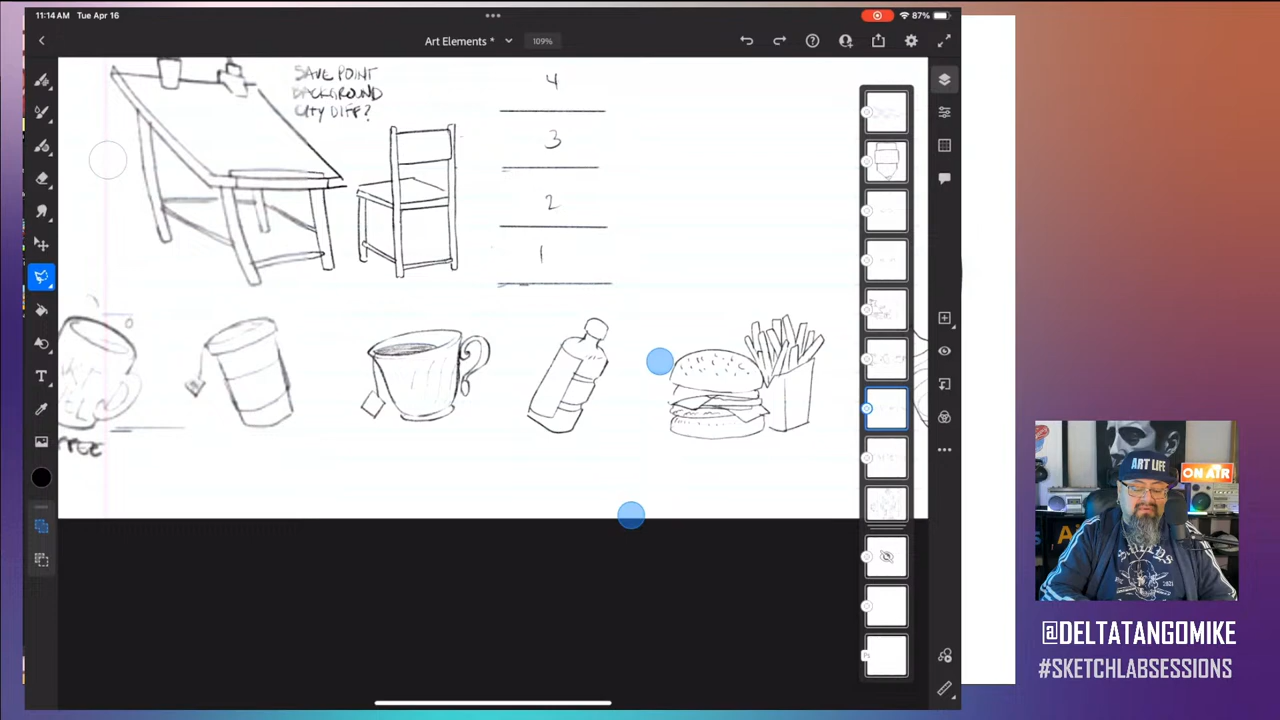 11:14 AM Tue Apr 16
87%
Art Elements *
109%
SAVE POINT
BACKGROUND
CITY DIFF?
4
3
2
1
T
Ps
ART LIFE
ON AIR
@DELTATANGOMIKE
#SKETCHLABSESSIONS